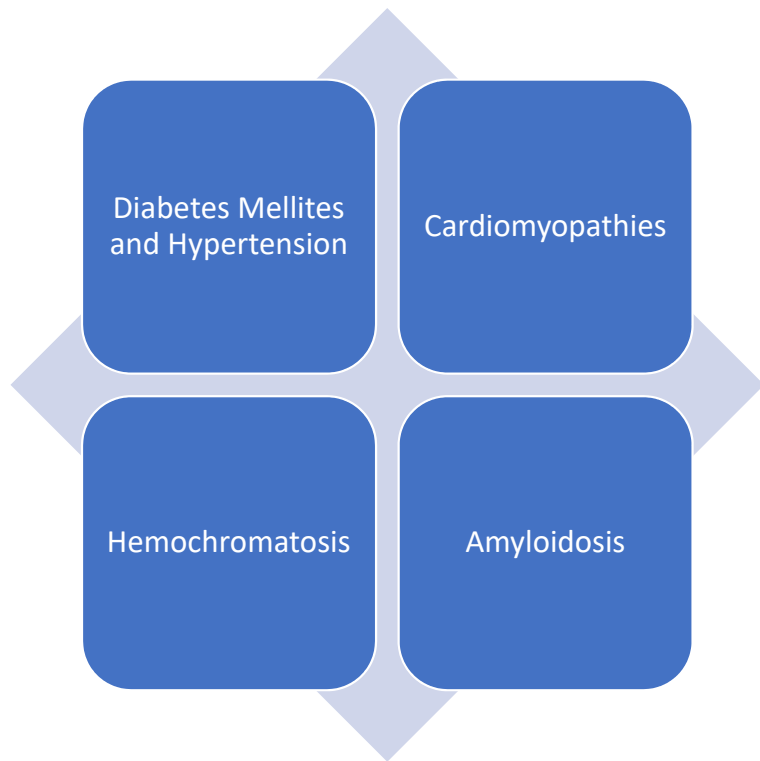 Diabetes Mellites
and Hypertension
Cardiomyopathies
Hemochromatosis
Amyloidosis